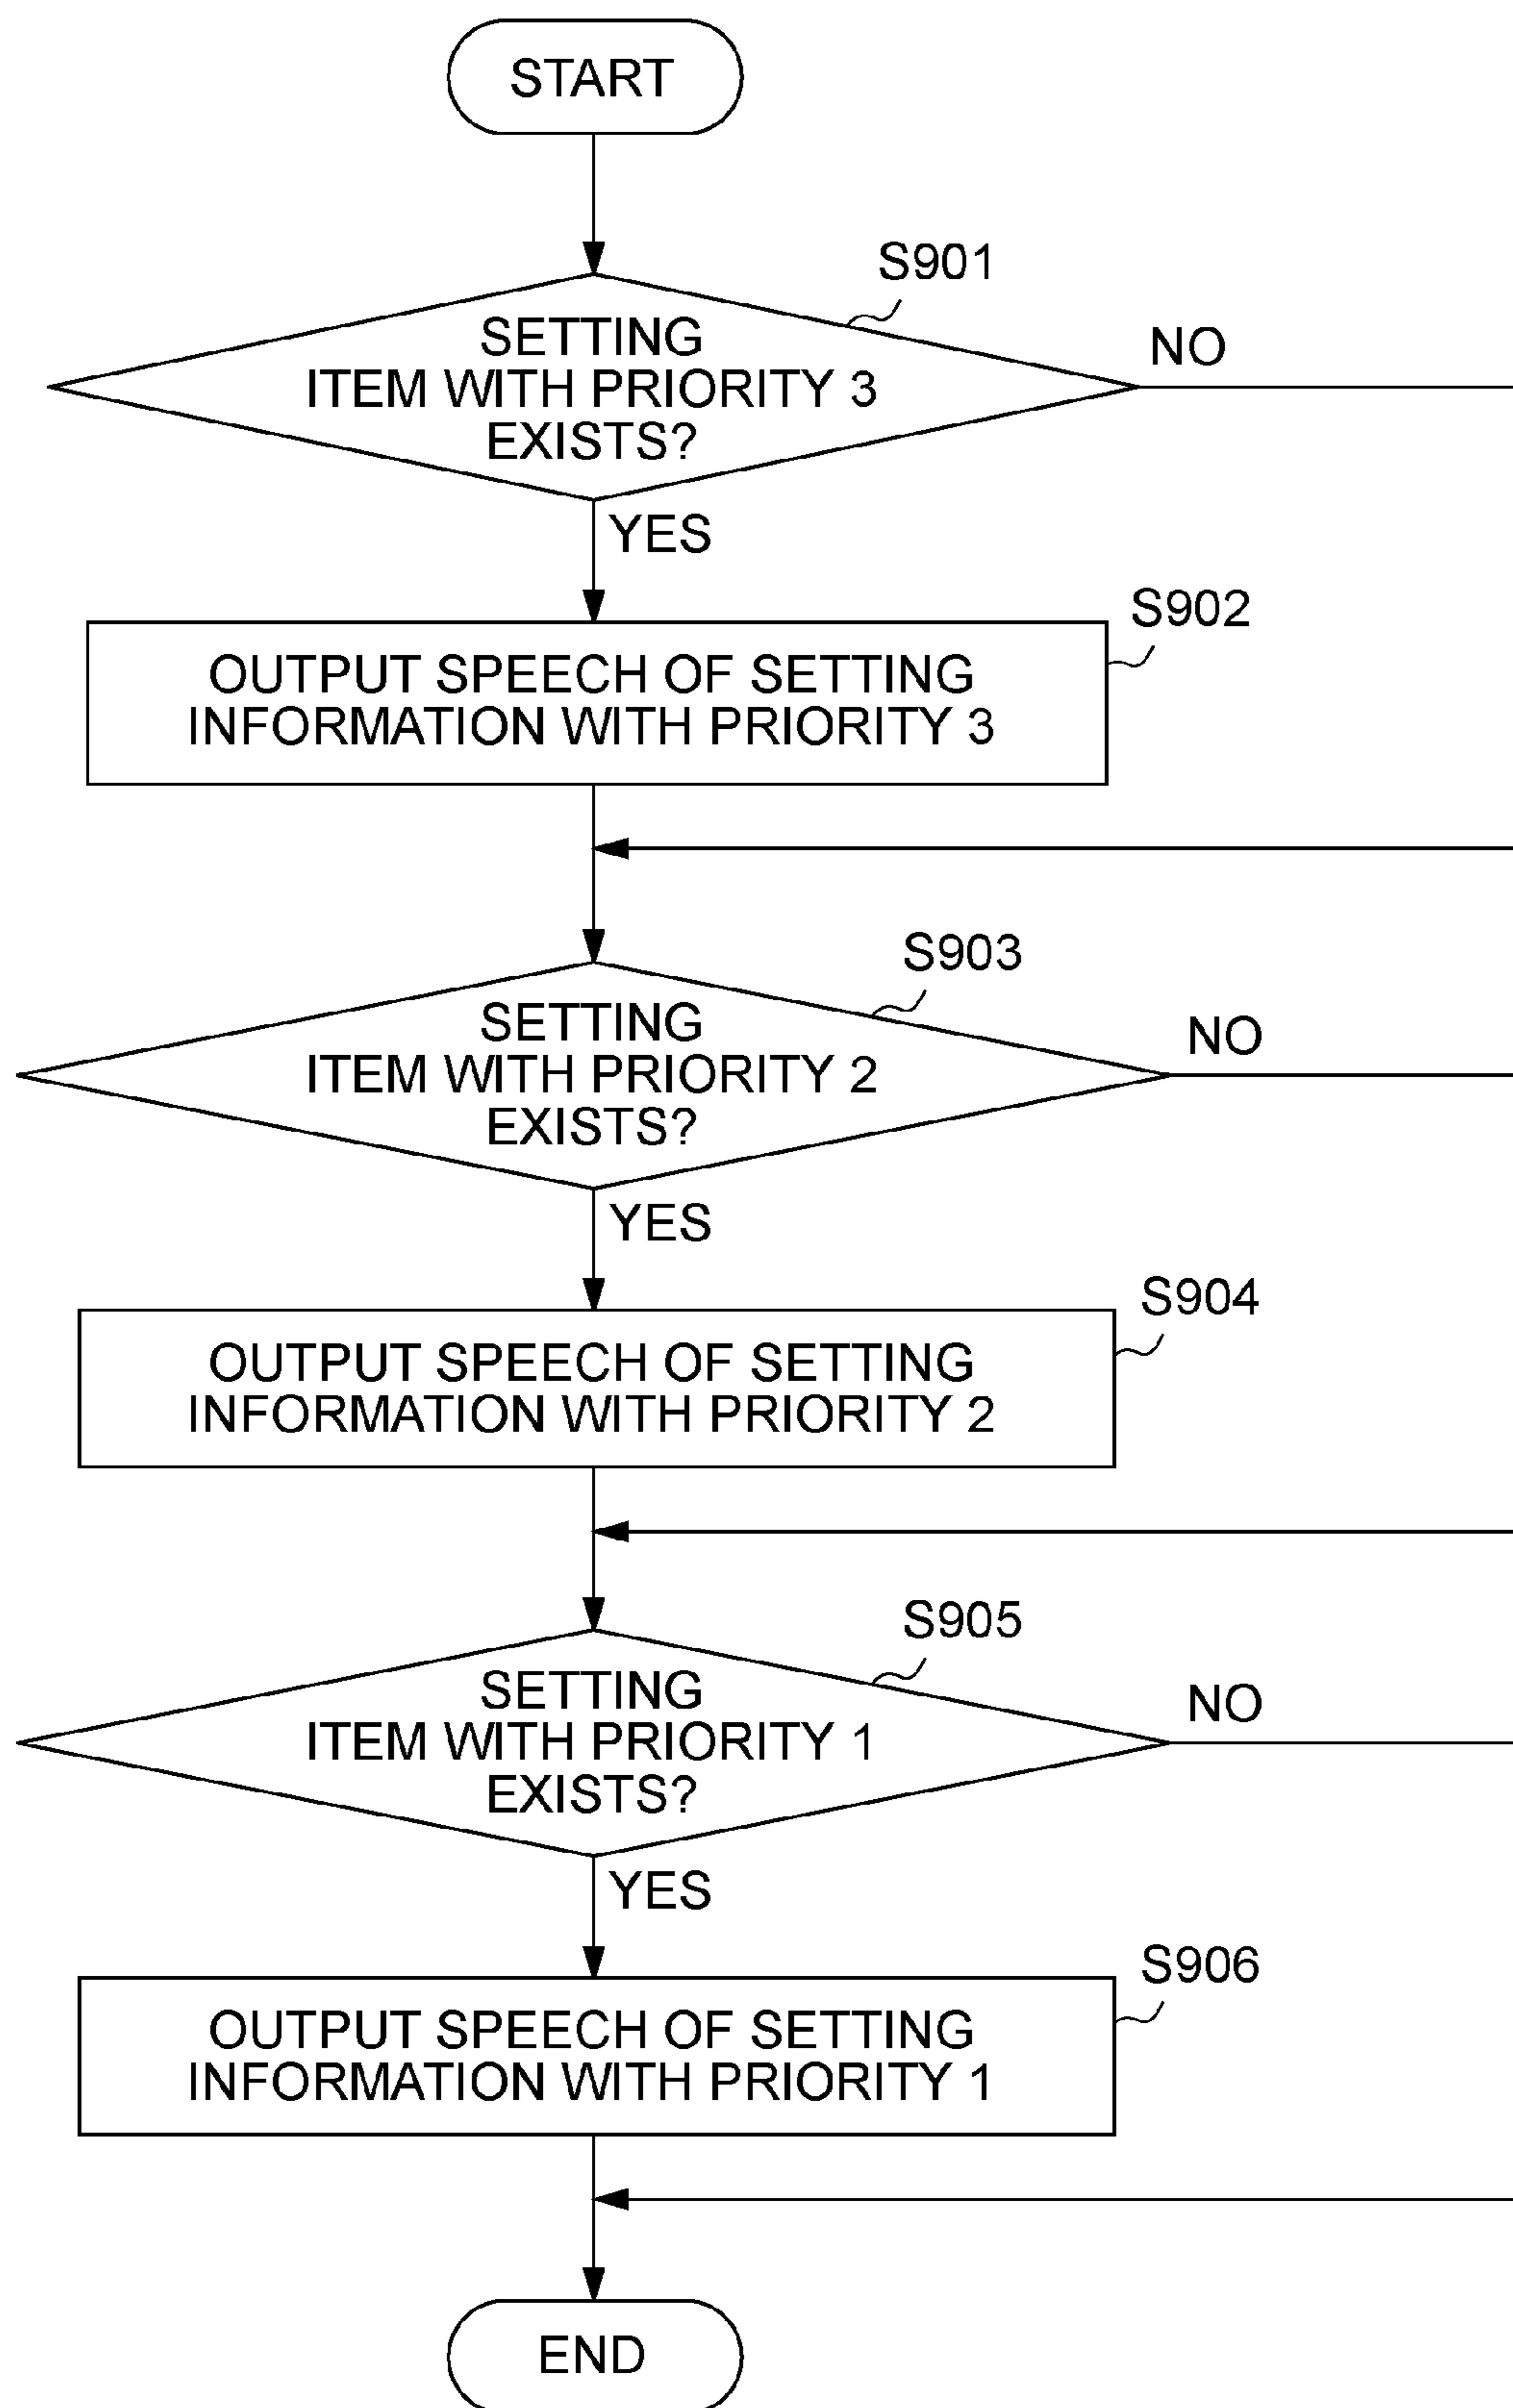 START
S901
SETTING
ITEM WITH PRIORITY 3
EXISTS?
NO
YES
S902
OUTPUT SPEECH OF SETTING
INFORMATION WITH PRIORITY 3
S903
SETTING
ITEM WITH PRIORITY 2
EXISTS?
NO
YES
S904
OUTPUT SPEECH OF SETTING
INFORMATION WITH PRIORITY 2
S905
SETTING
ITEM WITH PRIORITY 1
EXISTS?
NO
YES
S906
OUTPUT SPEECH OF SETTING
INFORMATION WITH PRIORITY 1
END